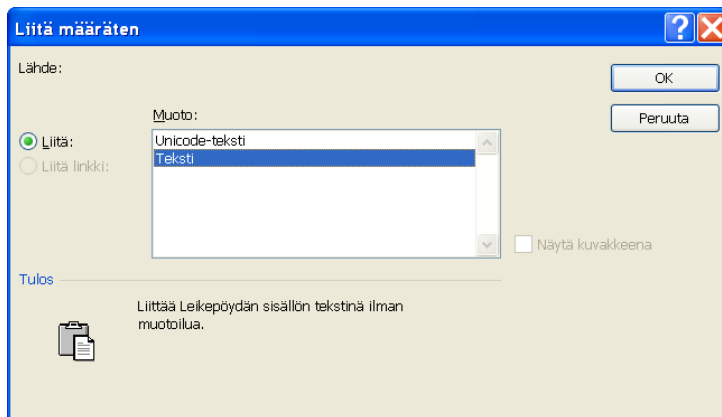 Liitä määräten
Lähde:
OK
Muoto:
Peruuta
Liitä:
Unicode-teksti
Liitä linkki:
Teksti
Näytä kuvakkeena
Tulos
Liittää Leikepöydän sisällön tekstinä ilman
muotoilua.